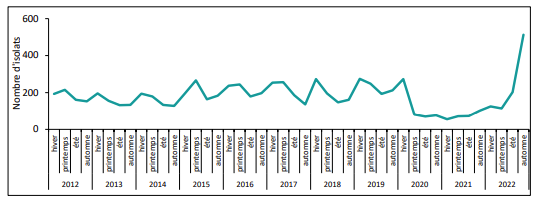 600
400
200
0
Nombre d'isolats
hiver printemps été automne hiver printemps été automne hiver printemps été automne hiver printemps été automne hiver printemps été automne hiver printemps été automne hiver printemps été automne hiver printemps été automne hiver printemps été automne hiver printemps été automne hiver printemps été automne
2012 2013 2014 2015 2016 2017 2018 2019 2020 2021 2022